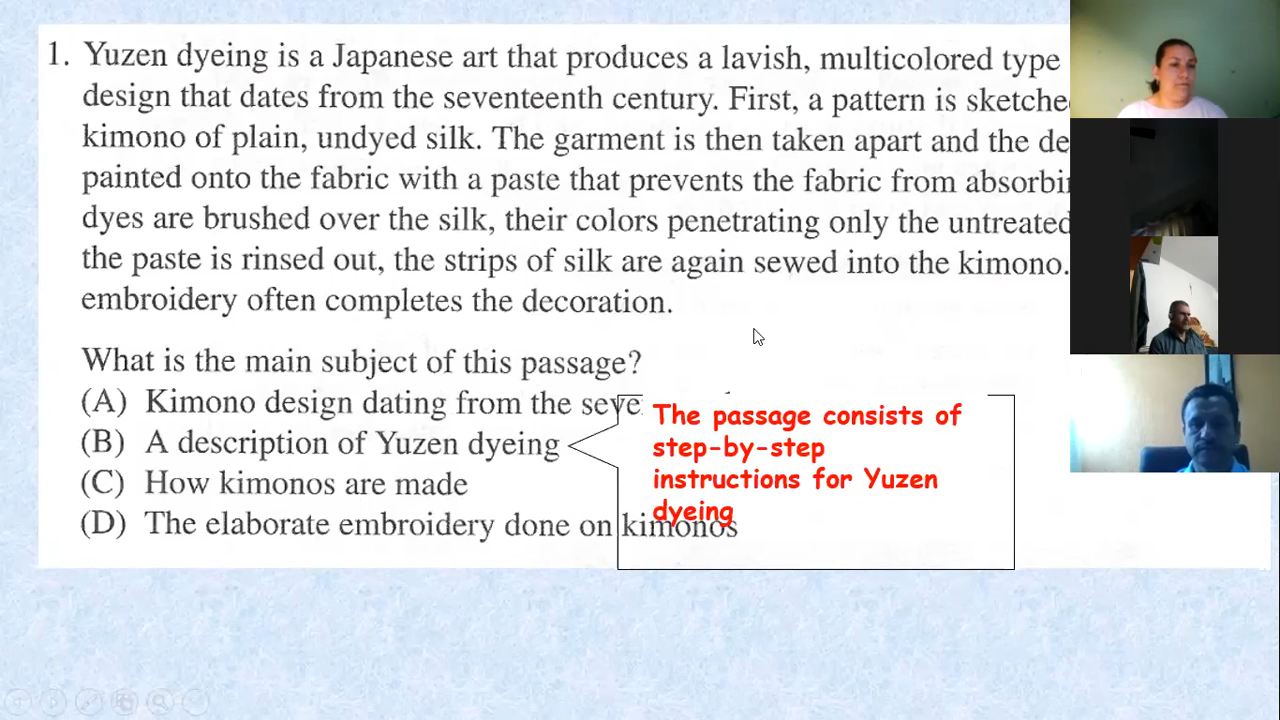 1. Yuzen dyeing is a Japanese art that produces a lavish, multicolored type
design that dates from the seventeenth century. First, a pattern is
kimono of plain, undyed silk. The garment is then taken apart and the
painted onto the fabric with a paste that prevents the fabric from
dyes are brushed over the silk, their colors penetrating only the untreated
the paste is rinsed out, the strips of silk are again sewed into the kimono.
embroidery often completes the decoration.
What is the main subject of this passage?
(A) Kimono design dating from the
(B) A description of Yuzen dyeing
(C) How kimonos are made
(D) The elaborate embroidery done on kimonos
The passage consists of
step-by-step
instructions for Yuzen
dyeing